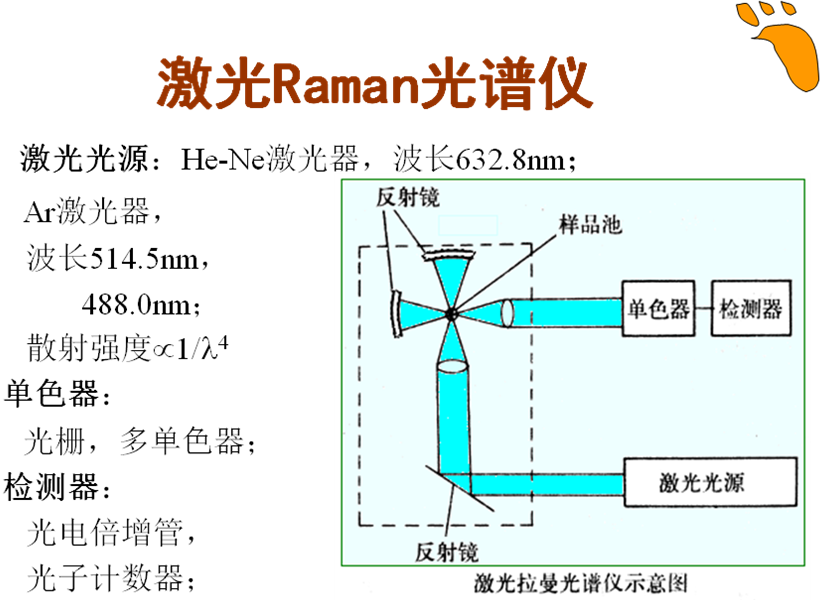 激光Raman光谱仪
激光光源：He-Ne激光器，波长632.8nm；
Ar激光器，
波长514.5nm，
488.0nm；
散射强度∝1/λ⁴
单色器：
光栅，多单色器；
检测器：
光电倍增管，
光子计数器；
反射镜
样品池
单色器
检测器
激光光源
反射镜
激光拉曼光谱仪示意图